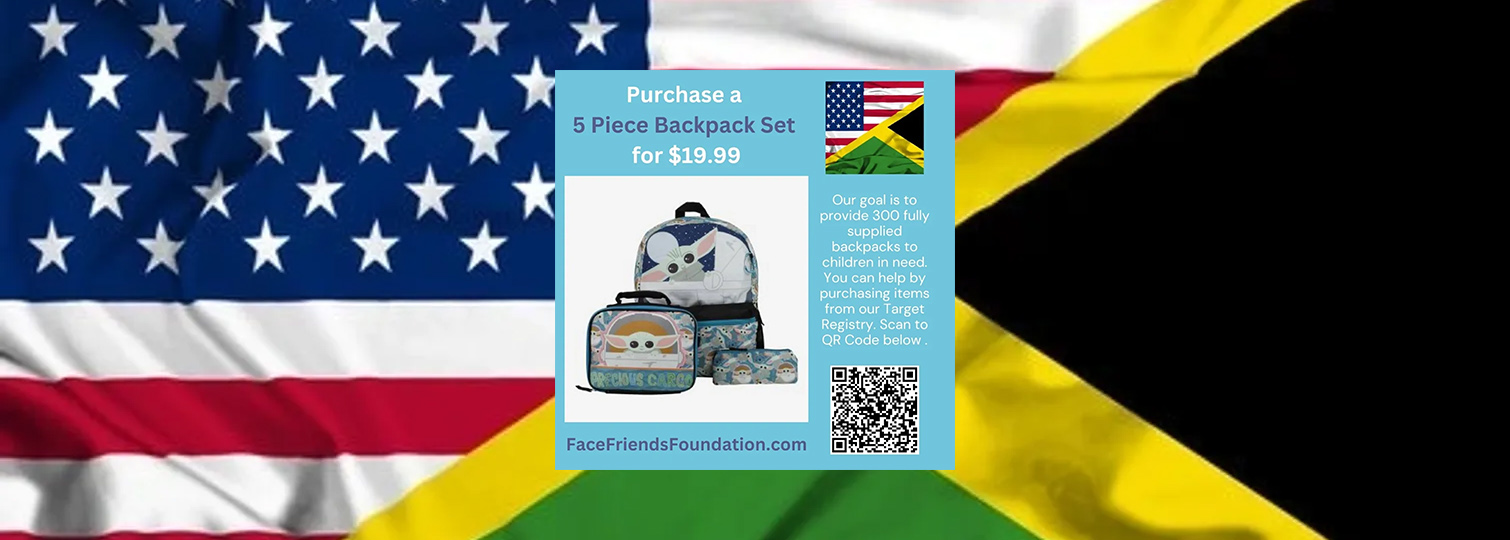 Purchase a
5 Piece Backpack Set
for $19.99
Our goal is to
provide 300 fully
supplied
backpacks to
children in need.
You can help by
purchasing items
from our Target
Registry. Scan to
QR Code below .
PRECIOUS CARGO
FaceFriendsFoundation.com